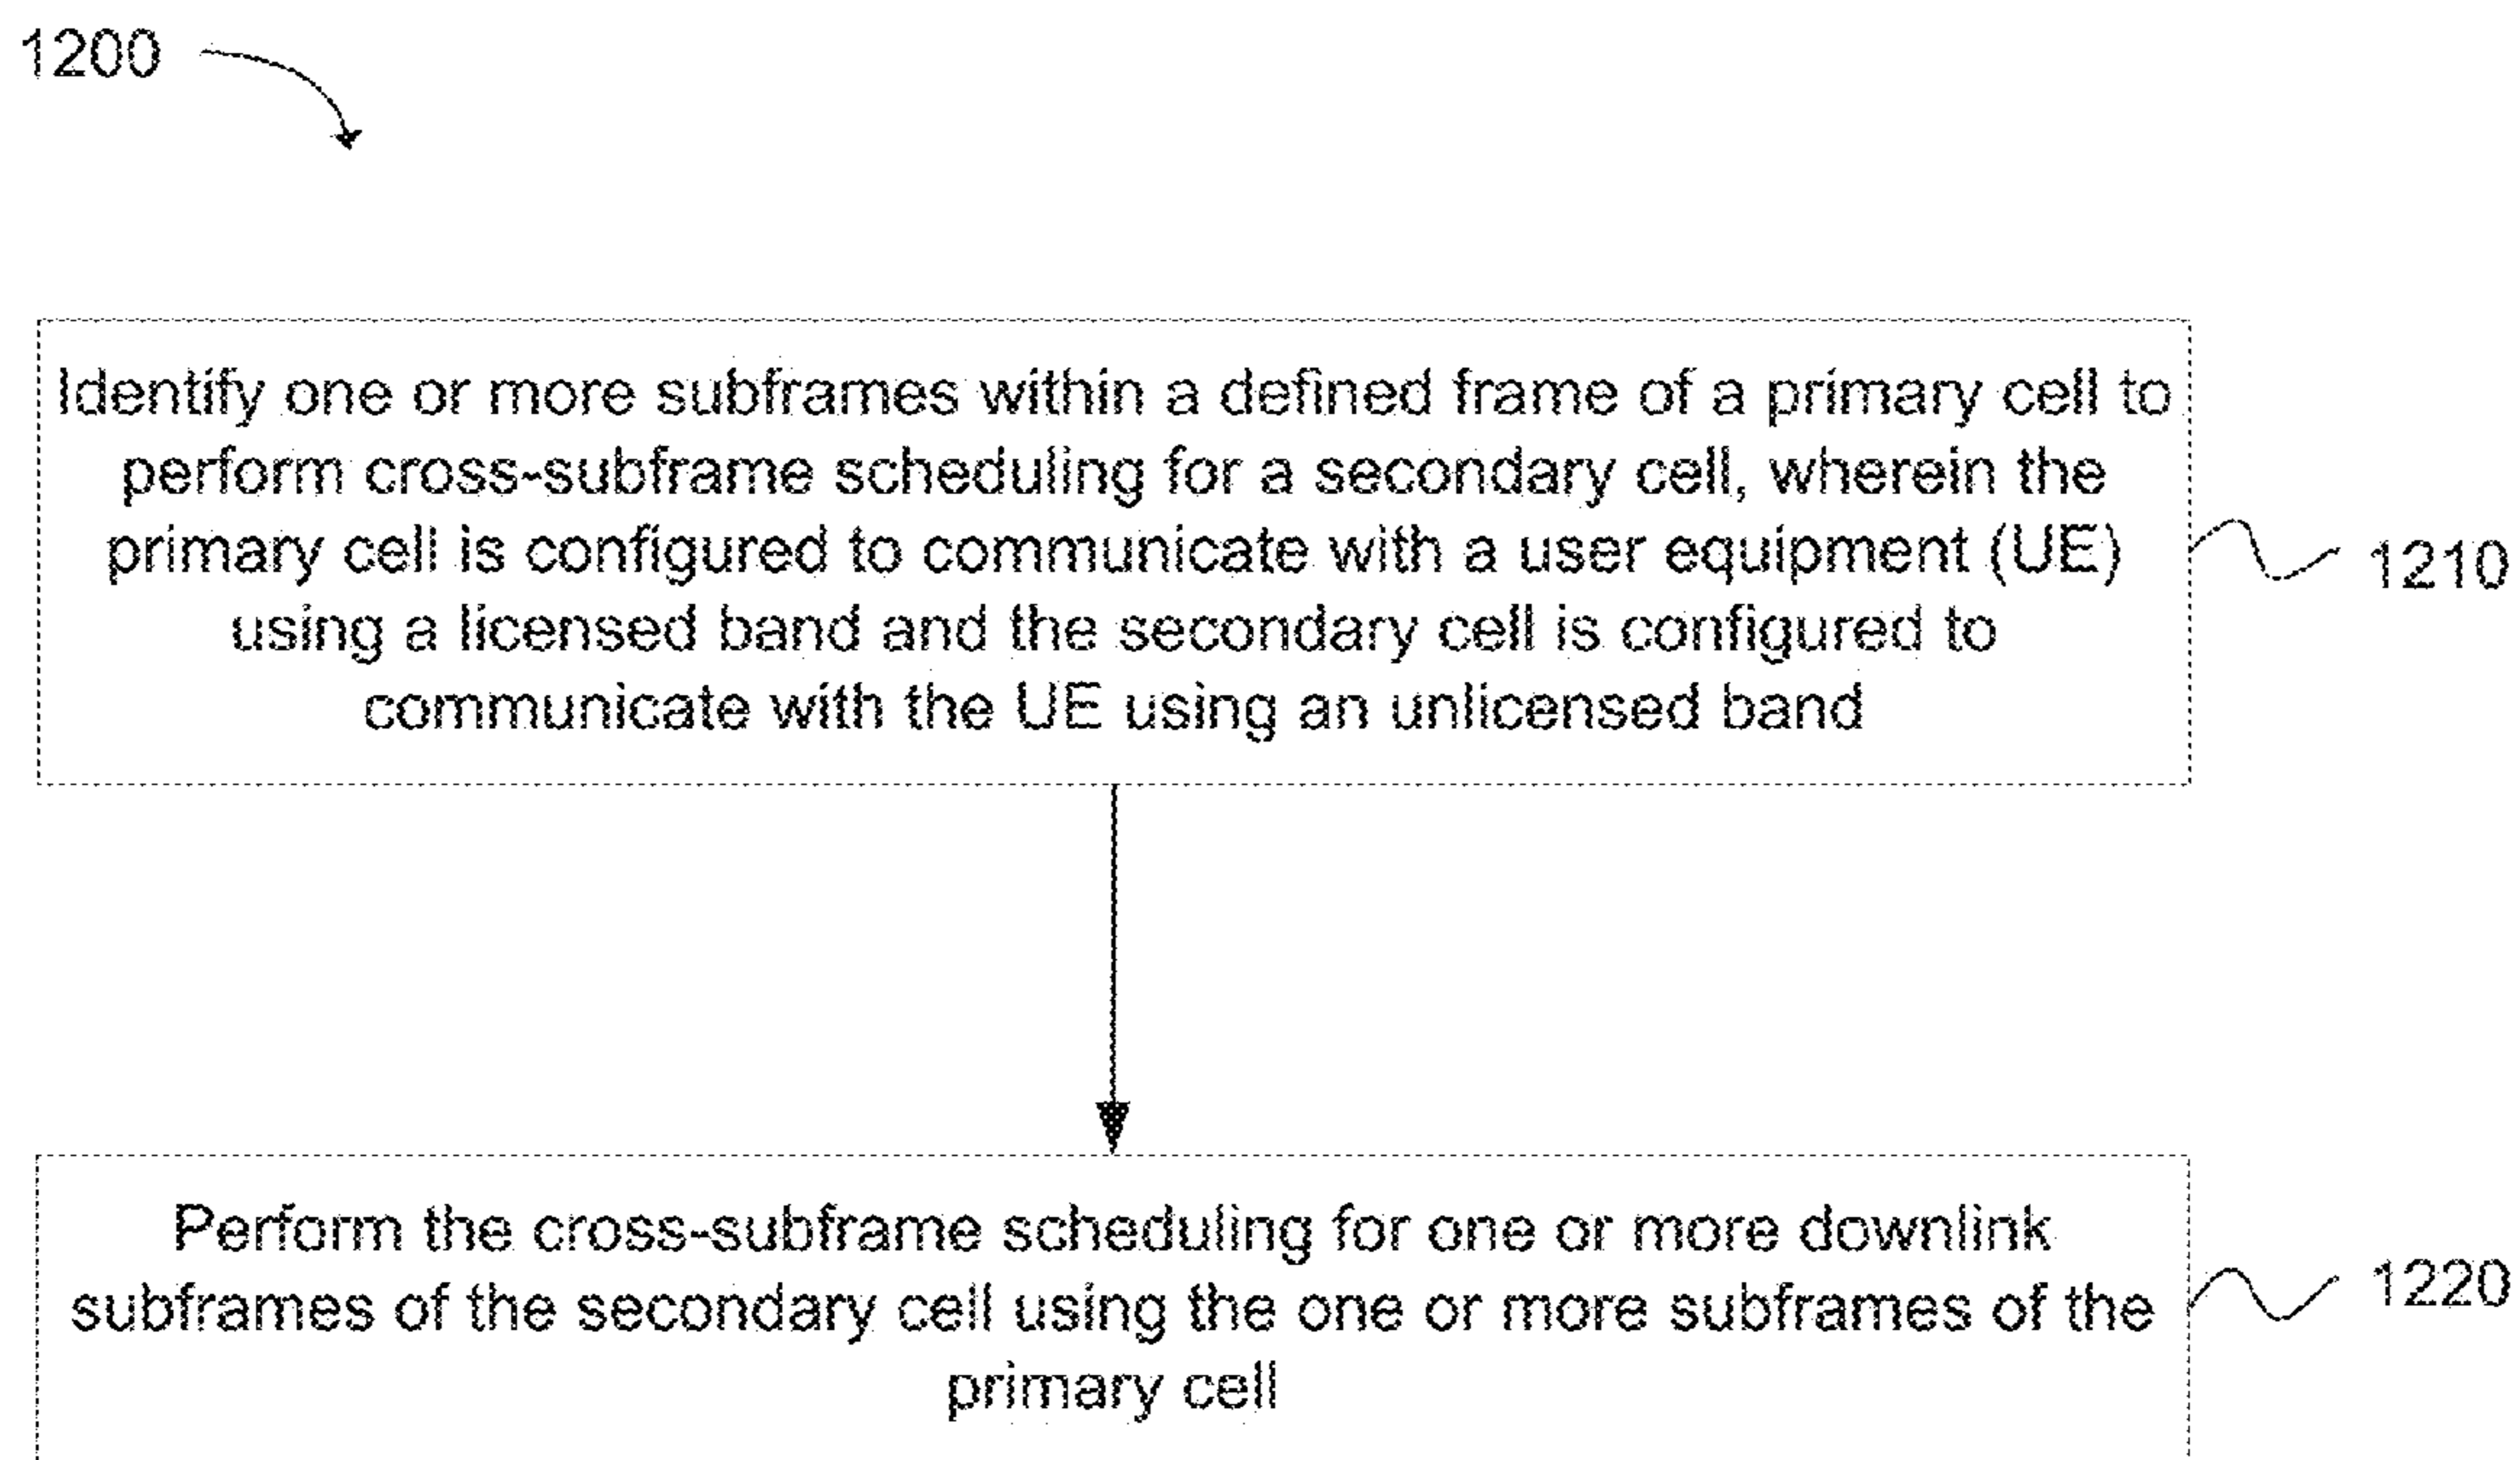 1200
Identify one or more subframes within a defined frame of a primary cell to
perform cross-subframe scheduling for a secondary cell, wherein the
primary cell is configured to communicate with a user equipment (UE)
using a licensed band and the secondary cell is configured to
communicate with the UE using an unlicensed band
1210
Perform the cross-subframe scheduling for one or more downlink
subframes of the secondary cell using the one or more subframes of the
primary cell
1220